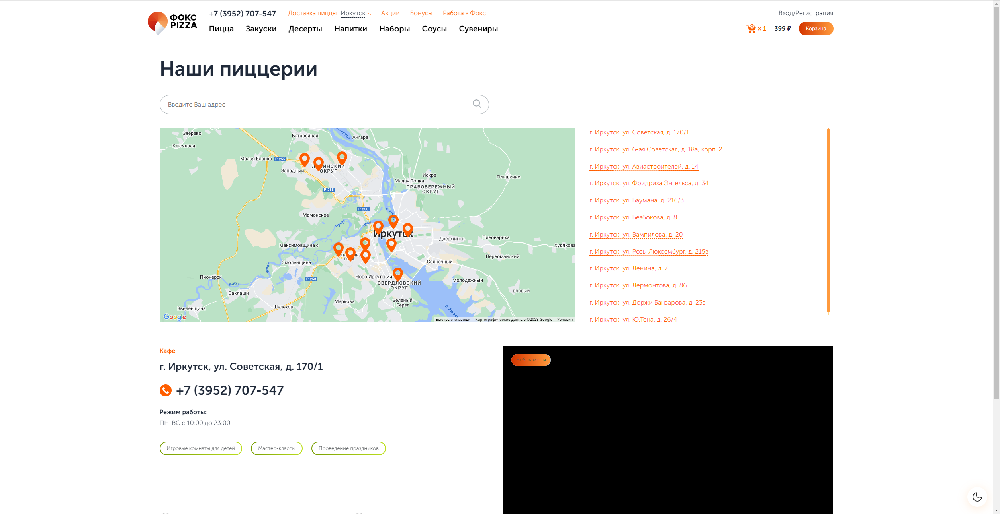 ФОКС
PIZZA
+7 (3952) 707-547
Доставка пиццы Иркутск
Акции
Бонусы
Работа в Фокс
Вход/Регистрация
Пицца
Закуски
Десерты
Напитки
Наборы
Соусы
Сувениры
× 1
399 ₽
Корзина
Наши пиццерии
Введите Ваш адрес
Зверево
Ключевая
Батарейная
р. Ангара
Ангара
Малая Еланка
Р-255
Западный
ОКРУГ
Р-255
Искра
Малая Топка
ПРАВОБЕРЖНЫЙ
ОКРУГ
Плишкино
Р-258
Мамонское
Иркут
Иркут
Иркутск
Дзержинск
Пивовариха
Худякова
Максимовщина с
Смоленщина
Иркут
Первомайский
Солнечный
Пионерск
Иркут
Р-258
Ново-Иркутский
СВЕРДЛОВСКИЙ
ОКРУГ
Молодежный
Баклаши
ЕЛОВЫЙ
Введенщина
Шелехов
Маркова
Зеленый
Берег
р. Ангара
Google
Быстрые клавиши
Картографические данные ©2023 Google
Условия
г. Иркутск, ул. Советская, д. 170/1
г. Иркутск, ул. 6-ая Советская, д. 18а, корп. 2
г. Иркутск, ул. Авиастроителей, д. 14
г. Иркутск, ул. Фридриха Энгельса, д. 34
г. Иркутск, ул. Баумана, д. 216/3
г. Иркутск, ул. Безбокова, д. 8
г. Иркутск, ул. Вампилова, д. 20
г. Иркутск, ул. Розы Люксембург, д. 215в
г. Иркутск, ул. Ленина, д. 7
г. Иркутск, ул. Лермонтова, д. 86
г. Иркутск, ул. Доржи Банзарова, д. 23а
г. Иркутск, ул. Ю.Тена, д. 26/4
Кафе
г. Иркутск, ул. Советская, д. 170/1
+7 (3952) 707-547
Режим работы:
ПН-ВС с 10:00 до 23:00
Игровые комнаты для детей
Мастер-классы
Проведение праздников
Веб-камеры